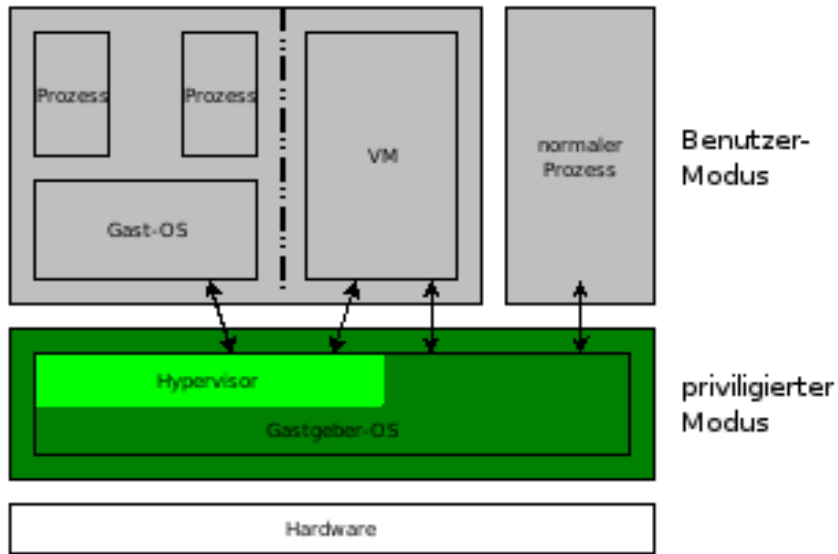 Prozess
Prozess
VM
normaler
Prozess
Benutzer-
Modus
Gast-OS
Hypervisor
priviligierter
Modus
Gastgeber-OS
Hardware